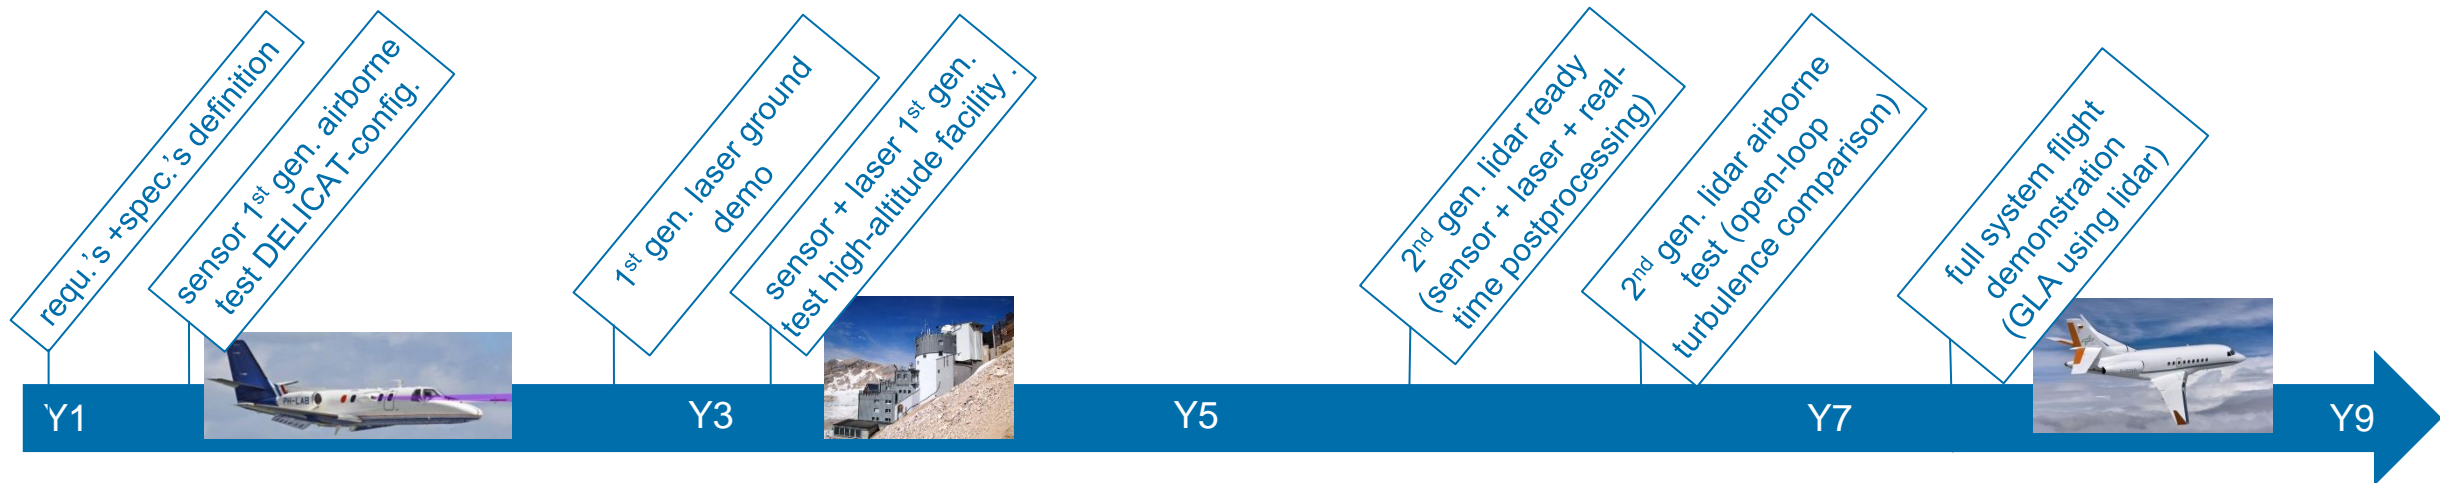 requ.'s +spec.'s definition
sensor 1st gen. airborne
test DELICAT-config.
1st gen. laser ground
demo
sensor + laser 1st gen.
test high-altitude facility .
2nd gen. lidar ready
(sensor + laser + real-
time postprocessing)
2nd gen. lidar airborne
test (open-loop
turbulence comparison)
full system flight
demonstration
(GLA using lidar)
PH-LAB
Y1
Y3
Y5
Y7
Y9